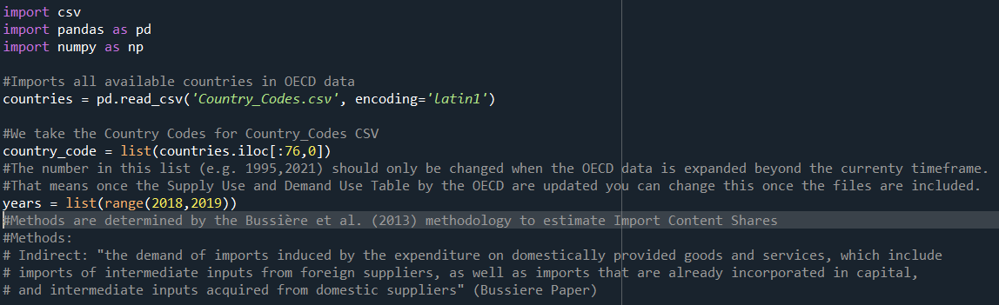 import csv
import pandas as pd
import numpy as np
#Imports all available countries in OECD data
countries = pd.read_csv('Country_Codes.csv', encoding='latin1')
#We take the Country Codes for Country_Codes CSV
country_code = list(countries.iloc[:76,0])
#The number in this list (e.g. 1995,2021) should only be changed when the OECD data is expanded beyond the currenty timeframe.
#That means once the Supply Use and Demand Use Table by the OECD are updated you can change this once the files are included.
years = list(range(2018,2019))
#Methods are determined by the Bussière et al. (2013) methodology to estimate Import Content Shares
#Methods:
# Indirect: "the demand of imports induced by the expenditure on domestically provided goods and services, which include
# imports of intermediate inputs from foreign suppliers, as well as imports that are already incorporated in capital,
# and intermediate inputs acquired from domestic suppliers" (Bussiere Paper)